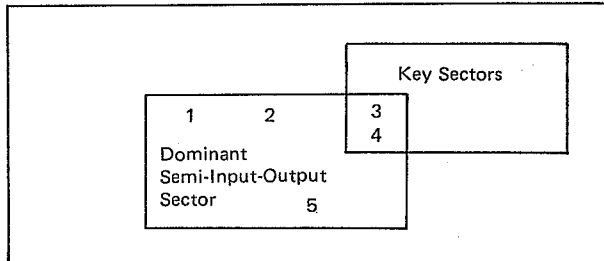 Key Sectors
1 2 3
4
Dominant
Semi-Input-Output
Sector 5